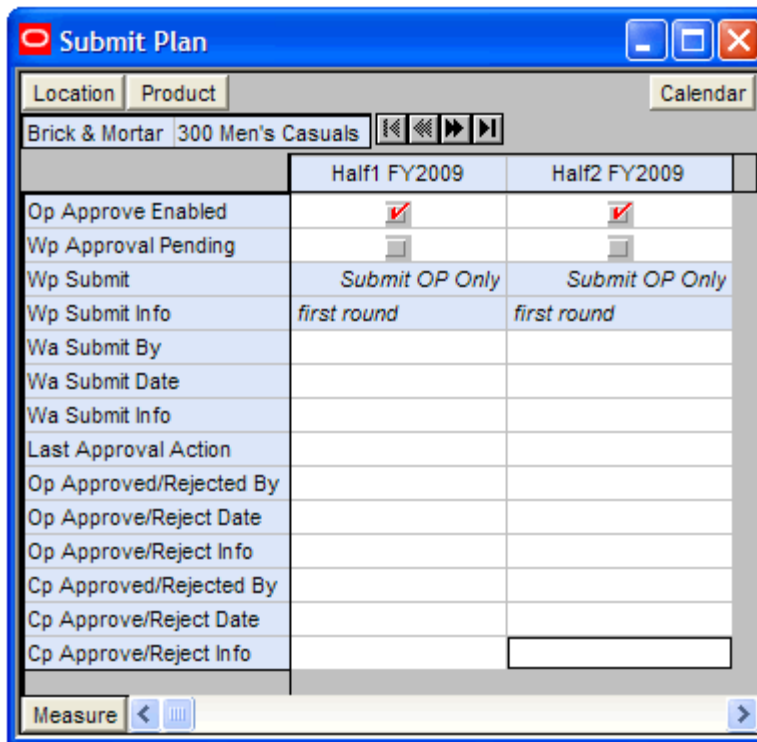 Submit Plan
Location Product Calendar
Brick & Mortar 300 Men's Casuals
Half1 FY2009 Half2 FY2009
Op Approve Enabled
Wp Approval Pending
Wp Submit Submit OP Only Submit OP Only
Wp Submit Info first round first round
Wa Submit By
Wa Submit Date
Wa Submit Info
Last Approval Action
Op Approved/Rejected By
Op Approve/Reject Date
Op Approve/Reject Info
Cp Approved/Rejected By
Cp Approve/Reject Date
Cp Approve/Reject Info
Measure